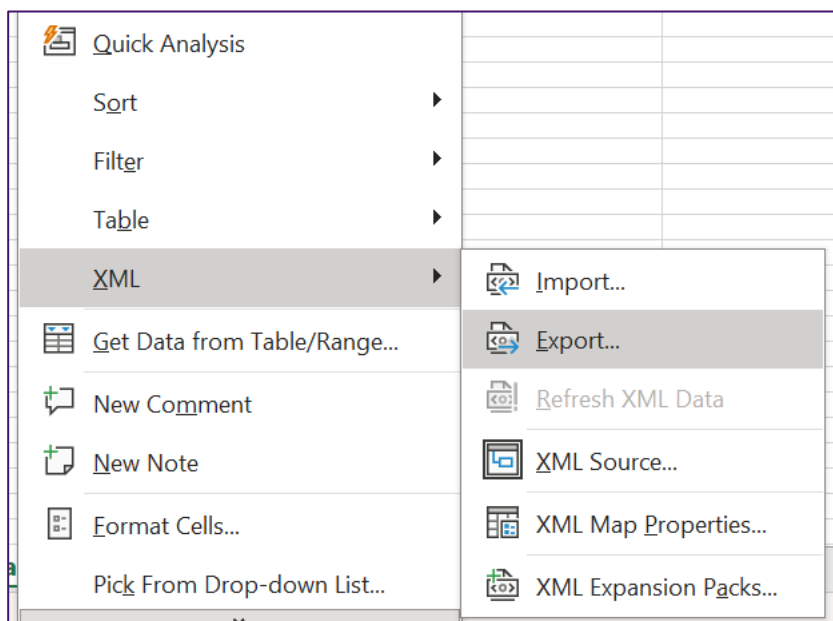 Quick Analysis
Sort
Filter
Table
XML
Get Data from Table/Range...
New Comment
New Note
Format Cells...
Pick From Drop-down List...
Import...
Export...
Refresh XML Data
XML Source...
XML Map Properties...
XML Expansion Packs...